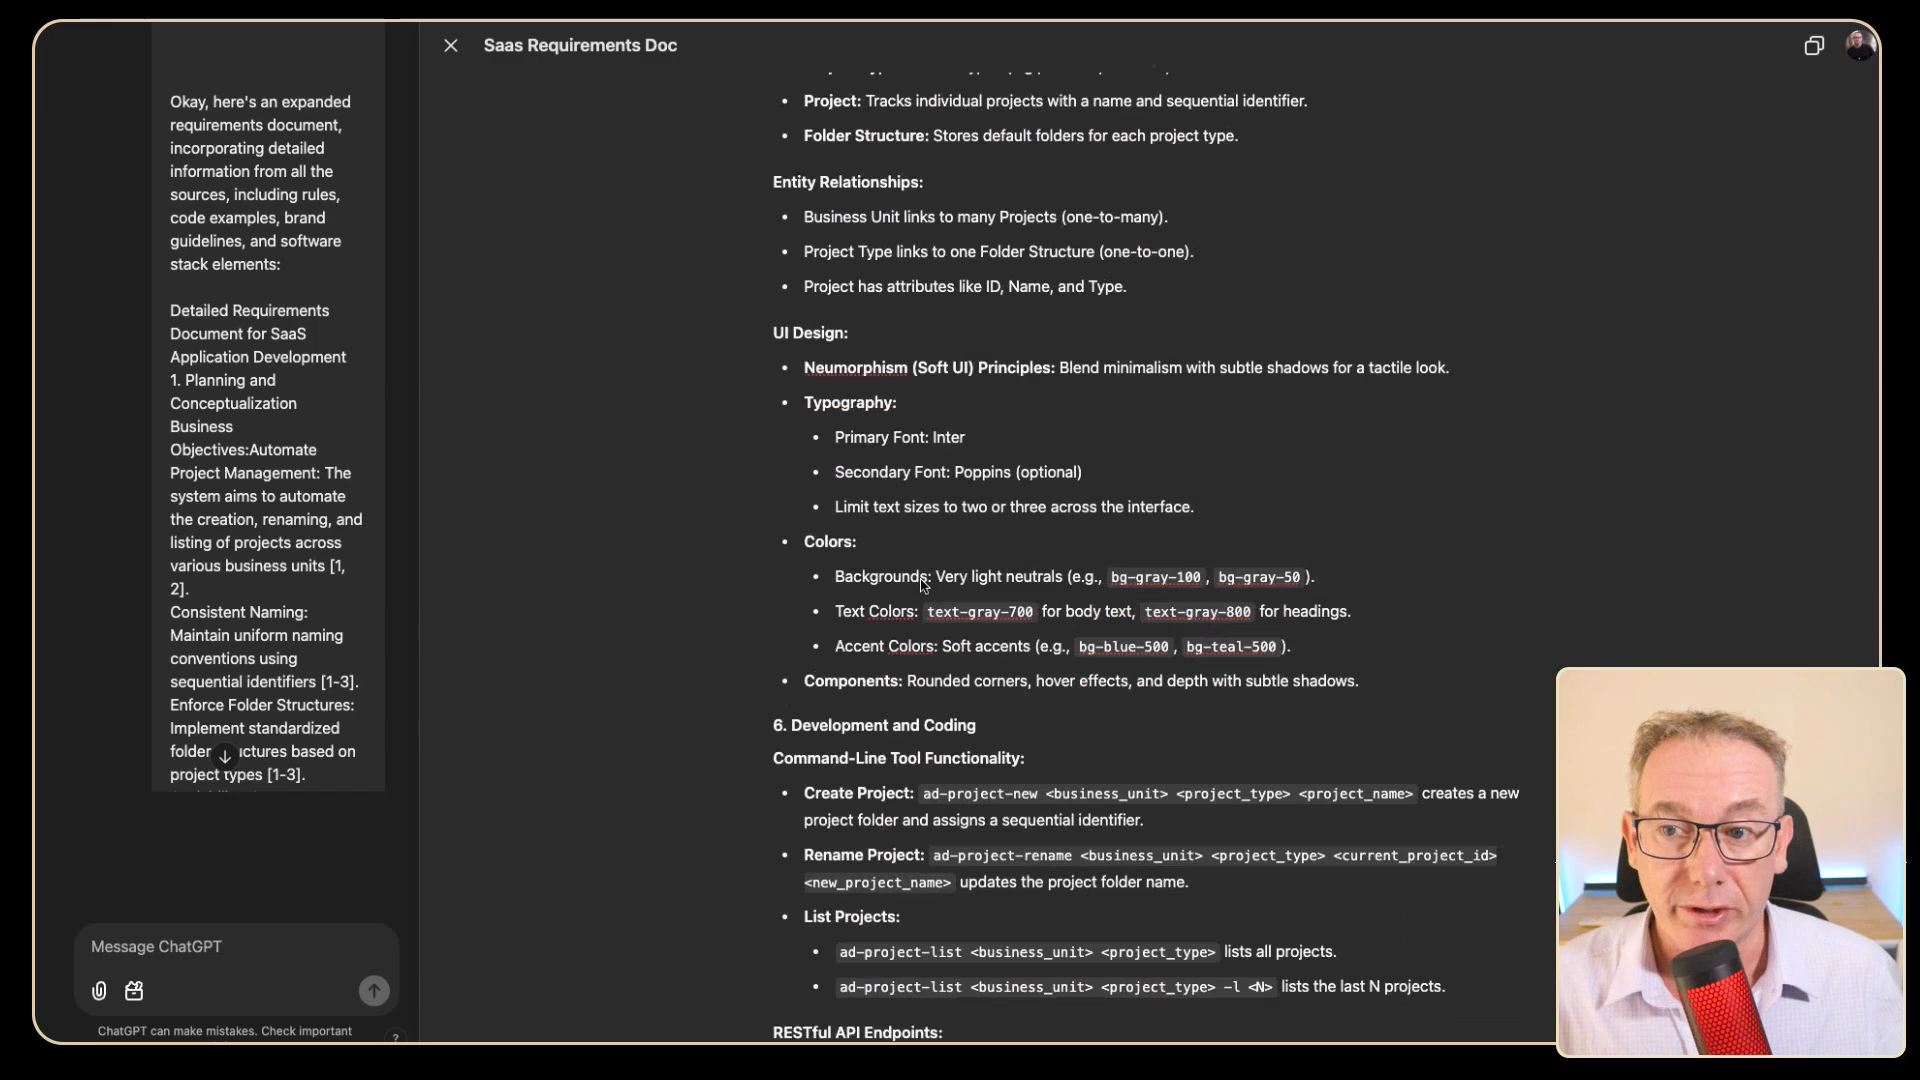 Okay, here's an expanded
requirements document,
incorporating detailed
information from all the
sources, including rules,
code examples, brand
guidelines, and software
stack elements:
Detailed Requirements
Document for SaaS
Application Development
1. Planning and
Conceptualization
Business
Objectives:Automate
Project Management: The
system aims to automate
the creation, renaming, and
listing of projects across
various business units [1,
2].
Consistent Naming:
Maintain uniform naming
conventions using
sequential identifiers [1-3].
Enforce Folder Structures:
Implement standardized
folder structures based on
project types [1-3].
Message ChatGPT
ChatGPT can make mistakes. Check important
?
Saas Requirements Doc
• Project: Tracks individual projects with a name and sequential identifier.
• Folder Structure: Stores default folders for each project type.
Entity Relationships:
• Business Unit links to many Projects (one-to-many).
• Project Type links to one Folder Structure (one-to-one).
• Project has attributes like ID, Name, and Type.
UI Design:
• Neumorphism (Soft UI) Principles: Blend minimalism with subtle shadows for a tactile look.
• Typography:
• Primary Font: Inter
• Secondary Font: Poppins (optional)
• Limit text sizes to two or three across the interface.
• Colors:
• Backgrounds: Very light neutrals (e.g., bg-gray-100 , bg-gray-50 ).
• Text Colors: text-gray-700 for body text, text-gray-800 for headings.
• Accent Colors: Soft accents (e.g., bg-blue-500 , bg-teal-500 ).
• Components: Rounded corners, hover effects, and depth with subtle shadows.
6. Development and Coding
Command-Line Tool Functionality:
• Create Project: ad-project-new <business_unit> <project_type> <project_name> creates a new
project folder and assigns a sequential identifier.
• Rename Project: ad-project-rename <business_unit> <project_type> <current_project_id>
<new_project_name> updates the project folder name.
• List Projects:
• ad-project-list <business_unit> <project_type> lists all projects.
• ad-project-list <business_unit> <project_type> -l <N> lists the last N projects.
RESTful API Endpoints: